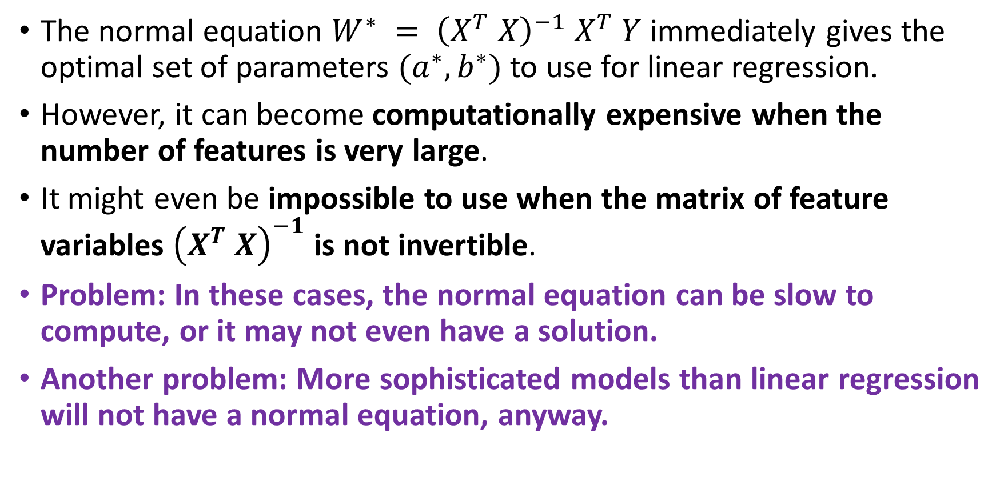 • The normal equation W* = (Xᵀ X)⁻¹ Xᵀ Y immediately gives the
optimal set of parameters (a*, b*) to use for linear regression.
• However, it can become computationally expensive when the
number of features is very large.
• It might even be impossible to use when the matrix of feature
variables (Xᵀ X)⁻¹ is not invertible.
• Problem: In these cases, the normal equation can be slow to
compute, or it may not even have a solution.
• Another problem: More sophisticated models than linear regression
will not have a normal equation, anyway.